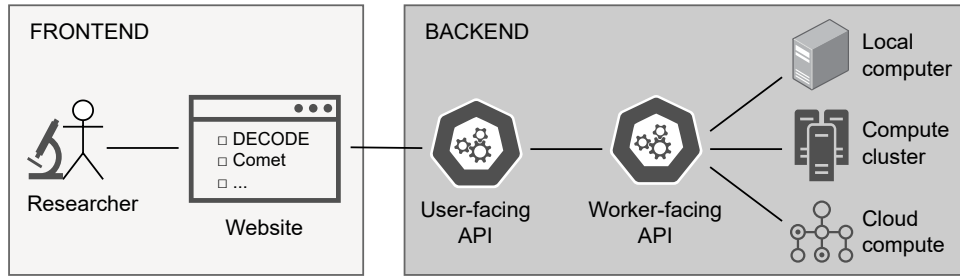 FRONTEND
□ DECODE
□ Comet
□ ...
Researcher
Website
BACKEND
User-facing
API
Worker-facing
API
Local
computer
Compute
cluster
Cloud
compute